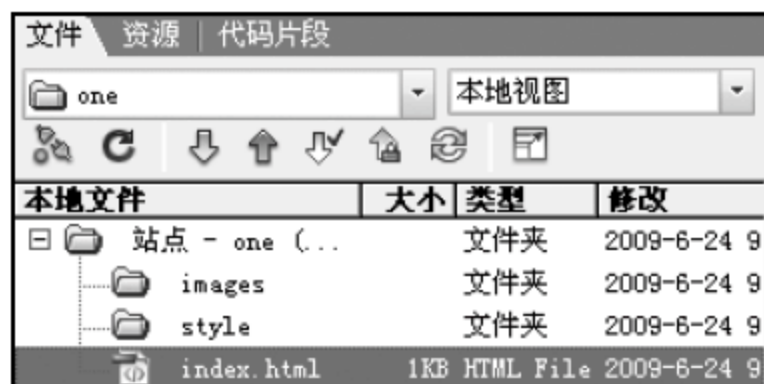 文件 资源 代码片段
one 本地视图
本地文件 大小 类型 修改
站点 - one (... 文件夹 2009-6-24 9
images 文件夹 2009-6-24 9
style 文件夹 2009-6-24 9
index.html 1KB HTML File 2009-6-24 9